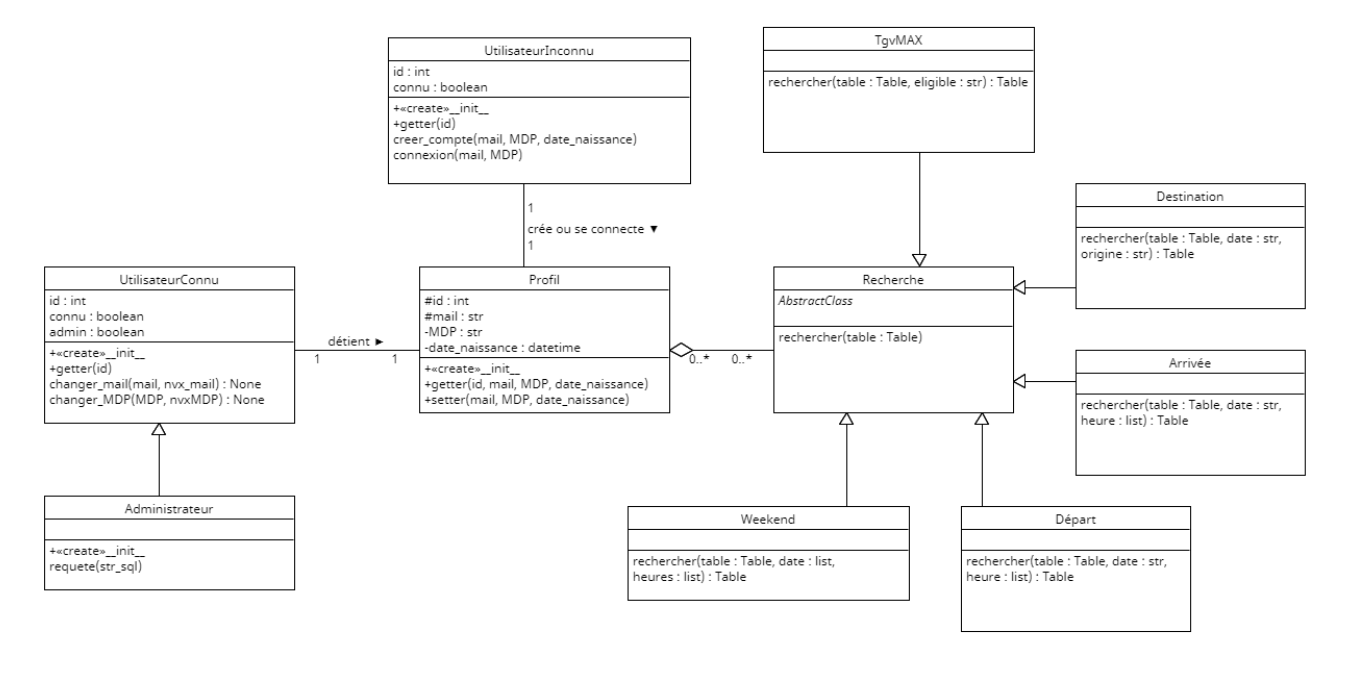 UtilisateurInconnu
id : int
connu : boolean
+«create»__init__
+getter(id)
creer_compte(mail, MDP, date_naissance)
connexion(mail, MDP)
TgvMAX
rechercher(table : Table, eligible : str) : Table
Destination
rechercher(table : Table, date : str,
origine : str) : Table
1
crée ou se connecte ▼
1
UtilisateurConnu
id : int
connu : boolean
admin : boolean
+«create»__init__
+getter(id)
changer_mail(mail, nvx_mail) : None
changer_MDP(MDP, nvxMDP) : None
détient ►
1
1
Profil
#id : int
#mail : str
-MDP : str
-date_naissance : datetime
+«create»__init__
+getter(id, mail, MDP, date_naissance)
+setter(mail, MDP, date_naissance)
0..*
0..*
Recherche
AbstractClass
rechercher(table : Table)
Arrivée
rechercher(table : Table, date : str,
heure : list) : Table
Administrateur
+«create»__init__
requete(str_sql)
Weekend
rechercher(table : Table, date : list,
heures : list) : Table
Départ
rechercher(table : Table, date : str,
heure : list) : Table